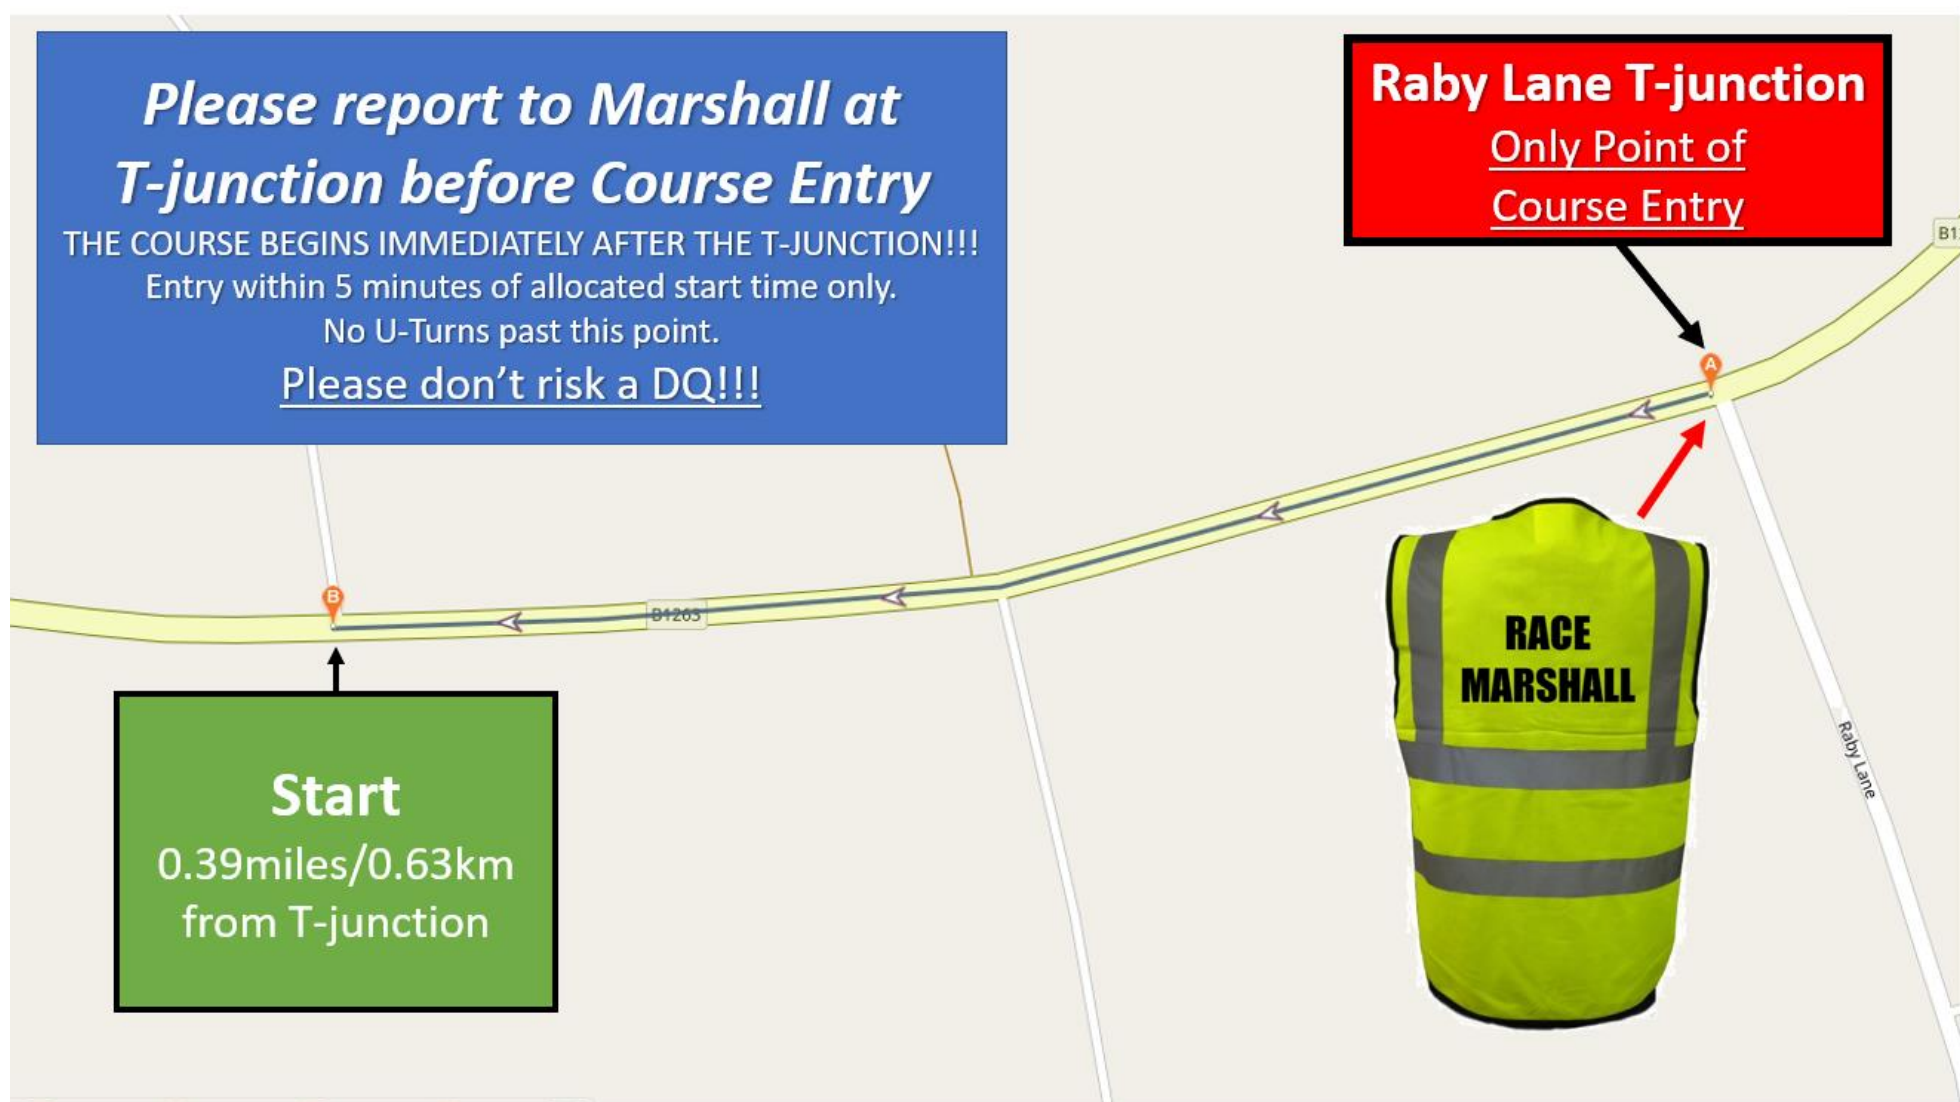 Please report to Marshall at
T-junction before Course Entry
THE COURSE BEGINS IMMEDIATELY AFTER THE T-JUNCTION!!!
Entry within 5 minutes of allocated start time only.
No U-Turns past this point.
Please don't risk a DQ!!!
Raby Lane T-junction
Only Point of
Course Entry
B1
A
B
B1263
Start
0.39miles/0.63km
from T-junction
RACE
MARSHALL
Raby Lane